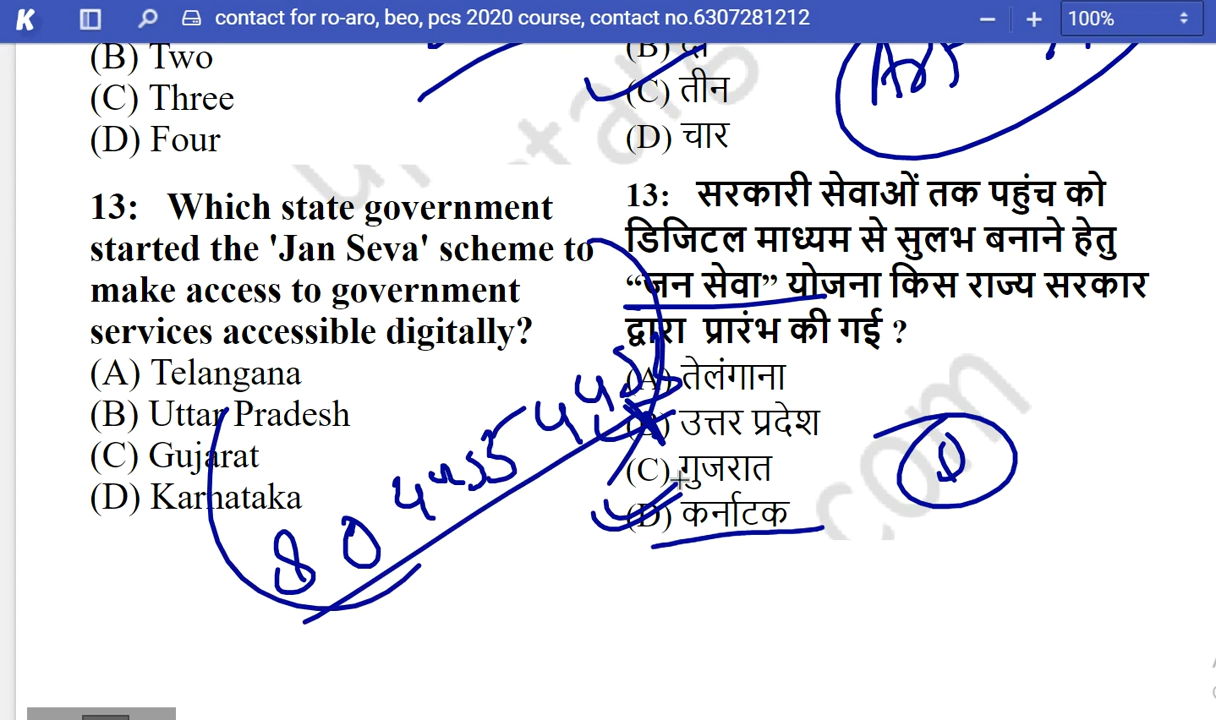 K contact for ro-aro, beo, pcs 2020 course, contact no.6307281212 100%
(B) Two
(C) Three
(D) Four
(B) दो
(C) तीन
(D) चार
13: Which state government
started the 'Jan Seva' scheme to
make access to government
services accessible digitally?
(A) Telangana
(B) Uttar Pradesh
(C) Gujarat
(D) Karnataka
13: सरकारी सेवाओं तक पहुंच को
डिजिटल माध्यम से सुलभ बनाने हेतु
“जन सेवा” योजना किस राज्य सरकार
द्वारा प्रारंभ की गई ?
(A) तेलंगाना
(B) उत्तर प्रदेश
(C) गुजरात
(D) कर्नाटक
D
80
.com